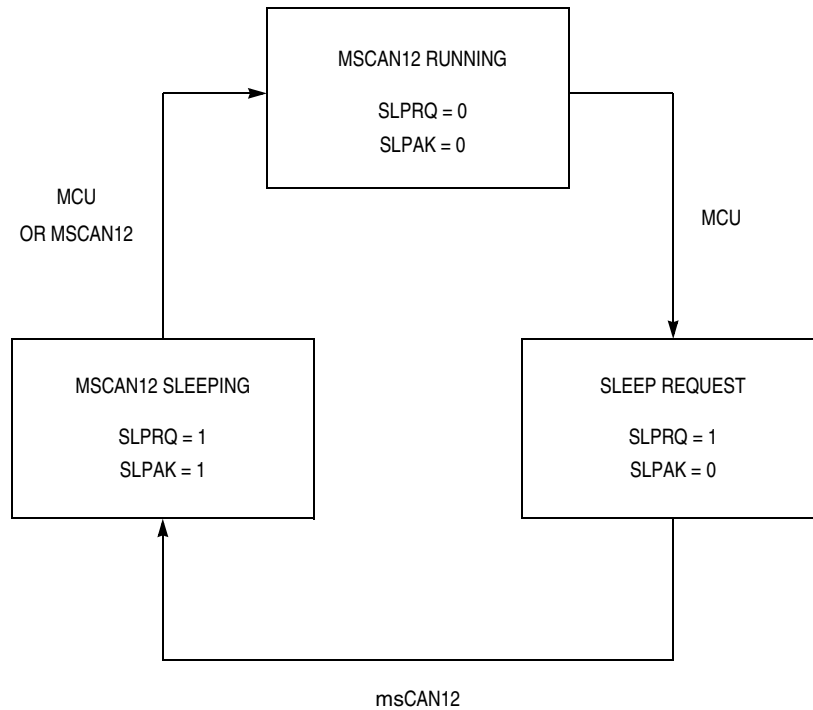 MSCAN12 RUNNING
SLPRQ = 0
SLPAK = 0
MCU
OR MSCAN12
MCU
MSCAN12 SLEEPING
SLPRQ = 1
SLPAK = 1
SLEEP REQUEST
SLPRQ = 1
SLPAK = 0
msCAN12